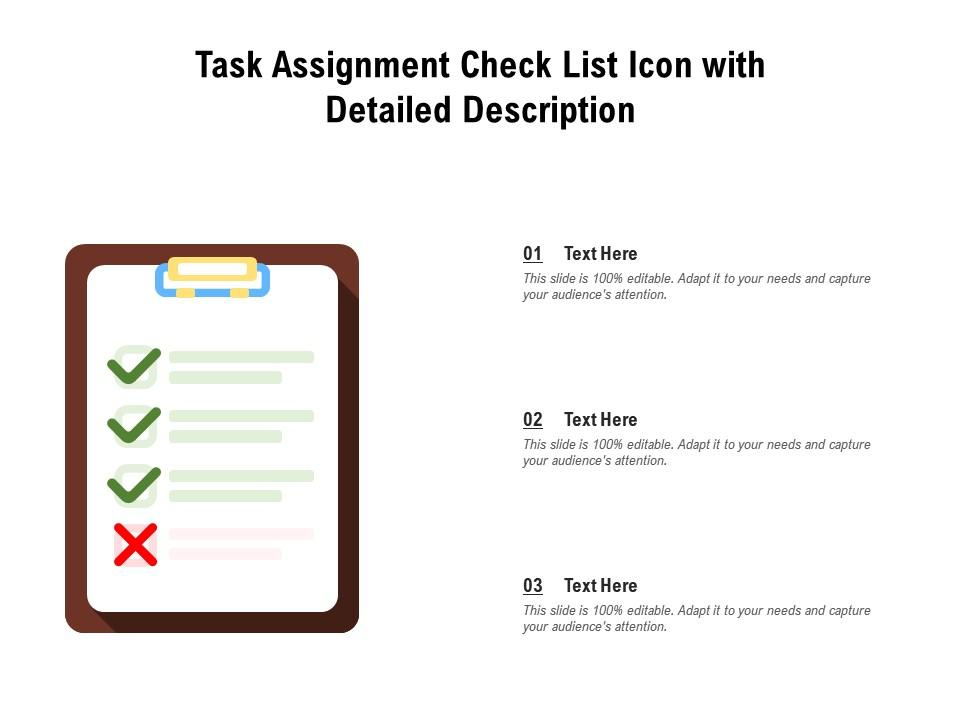 Task Assignment Check List Icon with
Detailed Description
01 Text Here
This slide is 100% editable. Adapt it to your needs and capture
your audience's attention.
02 Text Here
This slide is 100% editable. Adapt it to your needs and capture
your audience's attention.
03 Text Here
This slide is 100% editable. Adapt it to your needs and capture
your audience's attention.